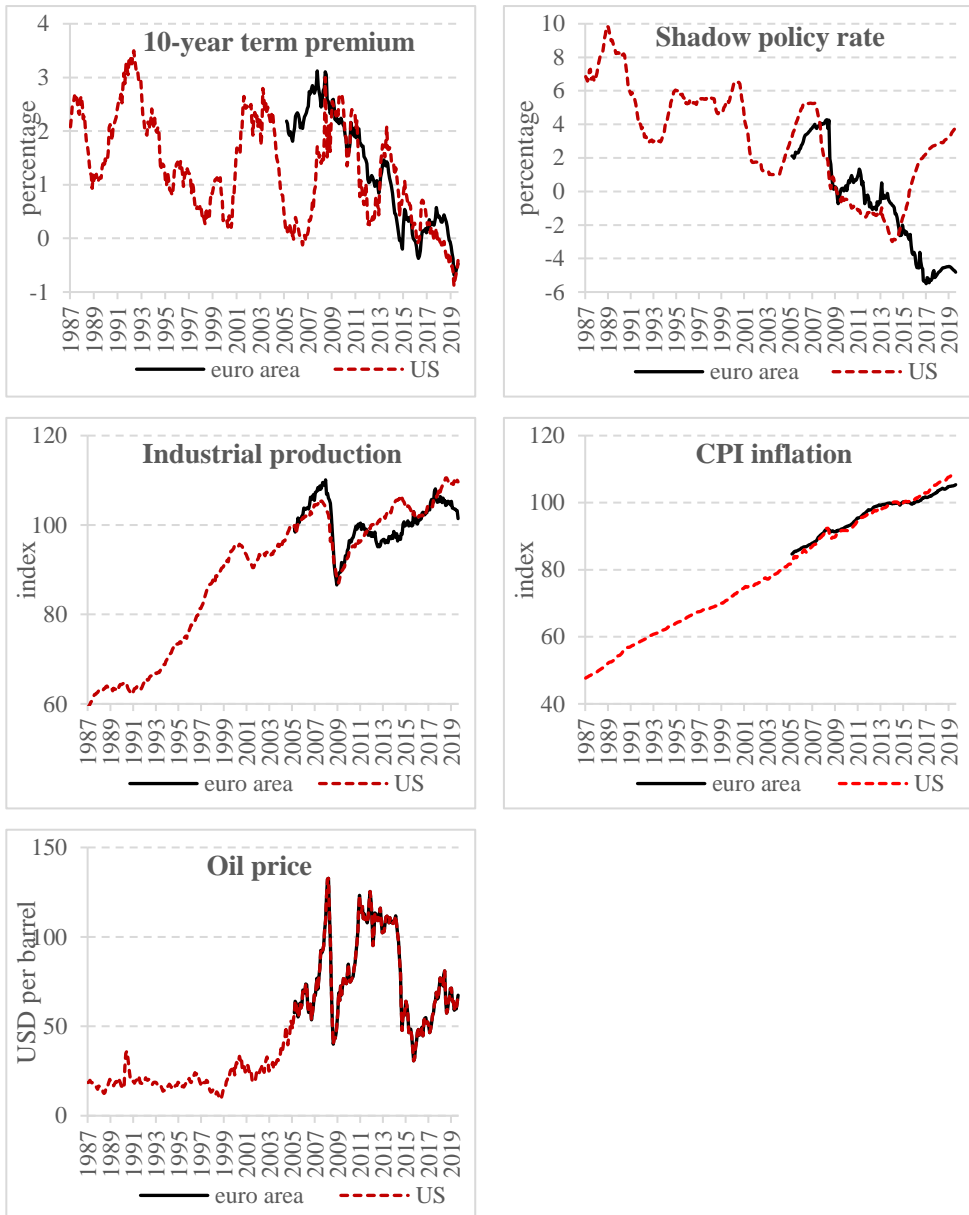 10-year term premium
percentage
4
3
2
1
0
-1
1987 1989 1991 1993 1995 1997 1999 2001 2003 2005 2007 2009 2011 2013 2015 2017 2019
euro area US
Shadow policy rate
percentage
10
8
6
4
2
0
-2
-4
-6
1987 1989 1991 1993 1995 1997 1999 2001 2003 2005 2007 2009 2011 2013 2015 2017 2019
euro area US
Industrial production
index
120
100
80
60
1987 1989 1991 1993 1995 1997 1999 2001 2003 2005 2007 2009 2011 2013 2015 2017 2019
euro area US
CPI inflation
index
120
100
80
60
40
1987 1989 1991 1993 1995 1997 1999 2001 2003 2005 2007 2009 2011 2013 2015 2017 2019
euro area US
Oil price
USD per barrel
150
100
50
0
1987 1989 1991 1993 1995 1997 1999 2001 2003 2005 2007 2009 2011 2013 2015 2017 2019
euro area US